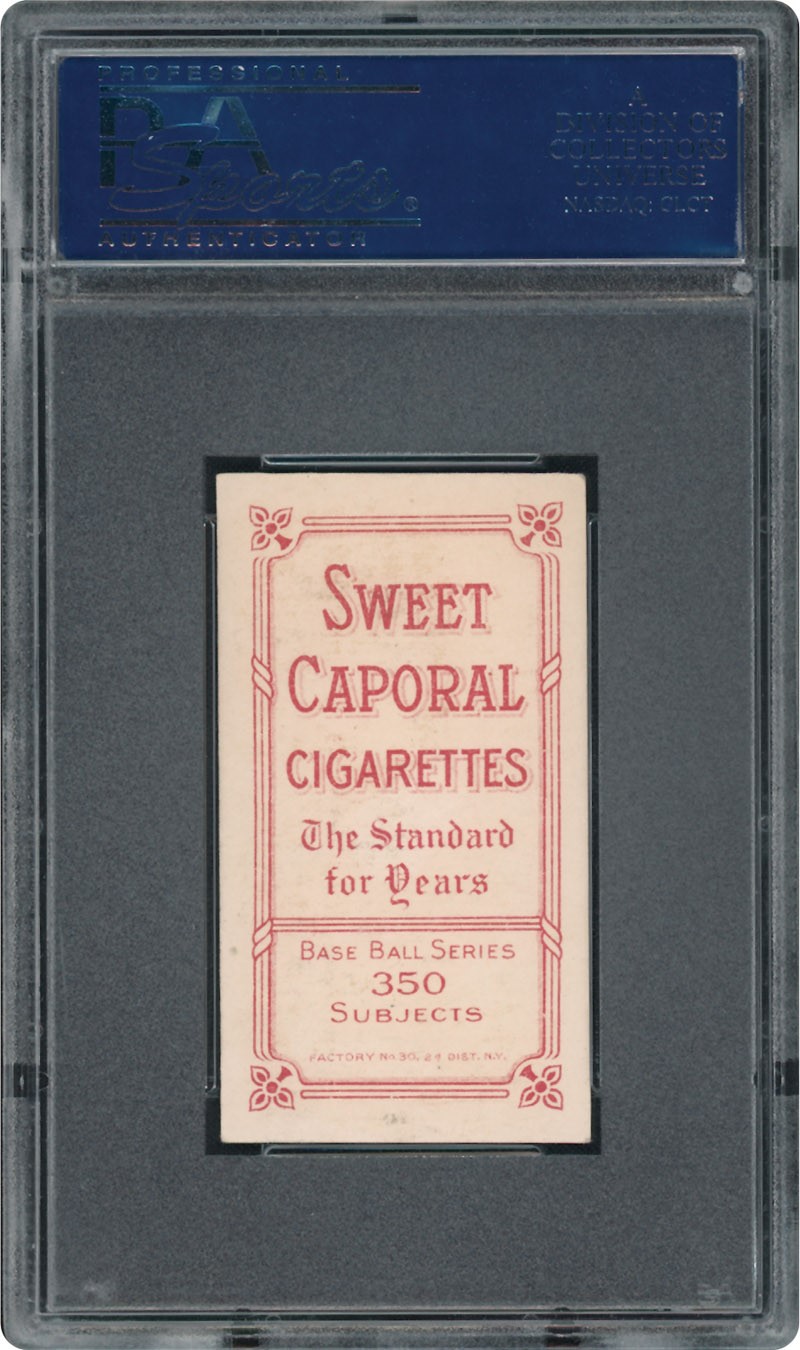 PROFESSIONAL
PSA
Sports®
AUTHENTICATOR
A
DIVISION OF
COLLECTORS
UNIVERSE
NASDAQ: CLCT
SWEET
CAPORAL
CIGARETTES
The Standard
for Years
BASE BALL SERIES
350
SUBJECTS
FACTORY No 30, 2d DIST. N.Y.